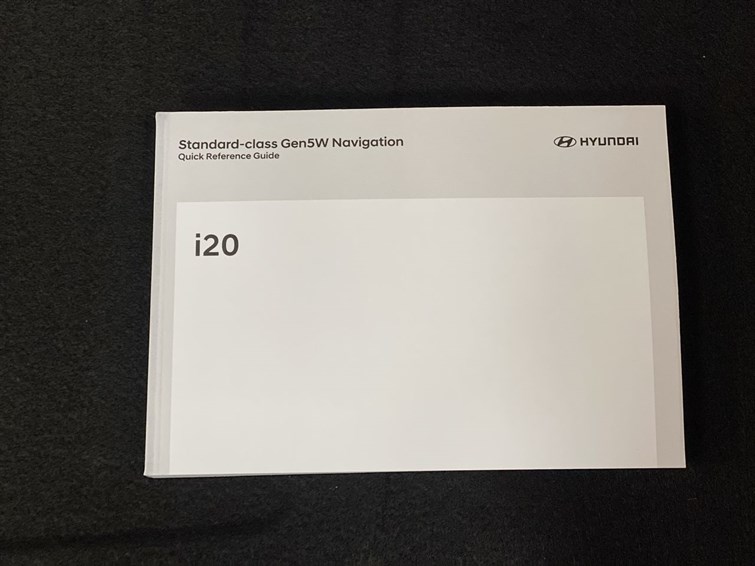 Standard-class Gen5W Navigation
Quick Reference Guide
HYUNDAI
i20